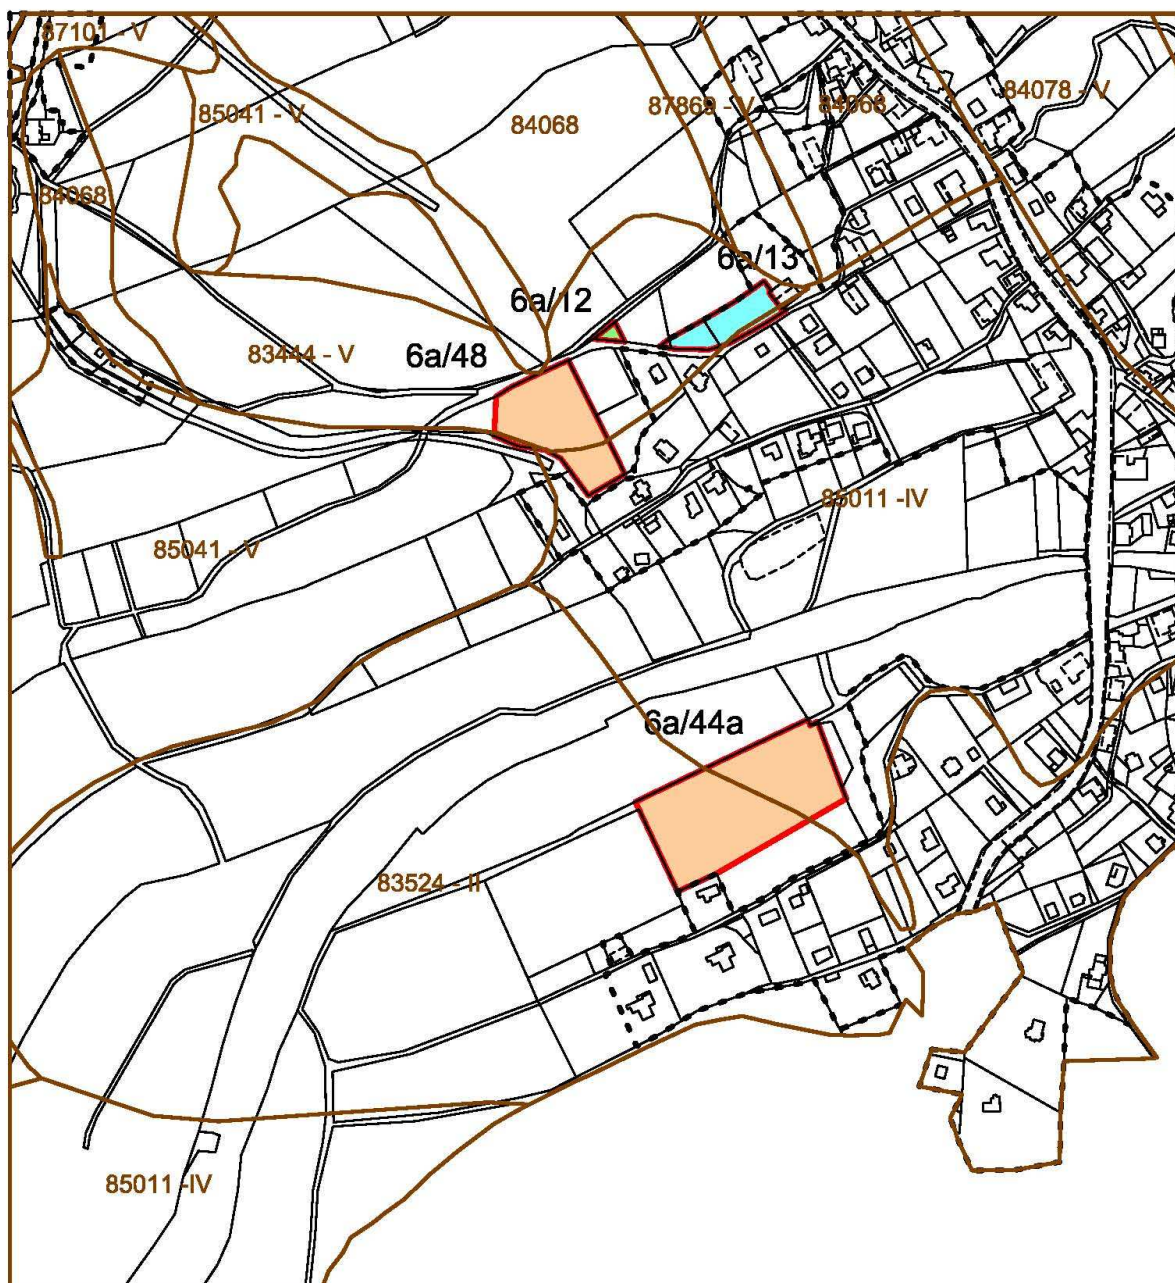 87101 - V
85041 - V
84068
87869 - V
84068
84078 - V
84068
6a/13
6a/12
83444 - V
6a/48
85011 -IV
85041 - V
6a/44a
83524 - II
85011 -IV